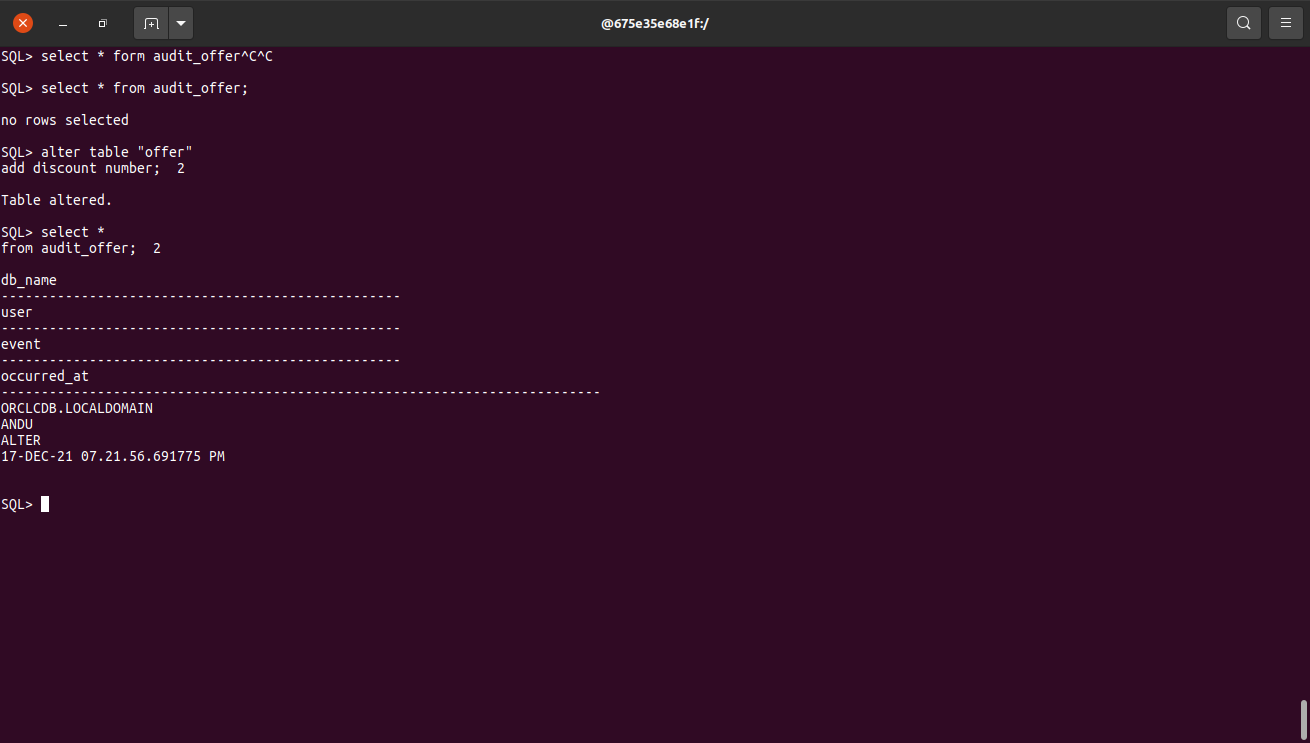 @675e35e68e1f:/
SQL> select * form audit_offer^C^C
SQL> select * from audit_offer;
no rows selected
SQL> alter table "offer"
add discount number;  2
Table altered.
SQL> select *
from audit_offer;  2
db_name
--------------------------------------------------
user
--------------------------------------------------
event
--------------------------------------------------
occurred_at
---------------------------------------------------------------------------
ORCLCDB.LOCALDOMAIN
ANDU
ALTER
17-DEC-21 07.21.56.691775 PM
SQL>